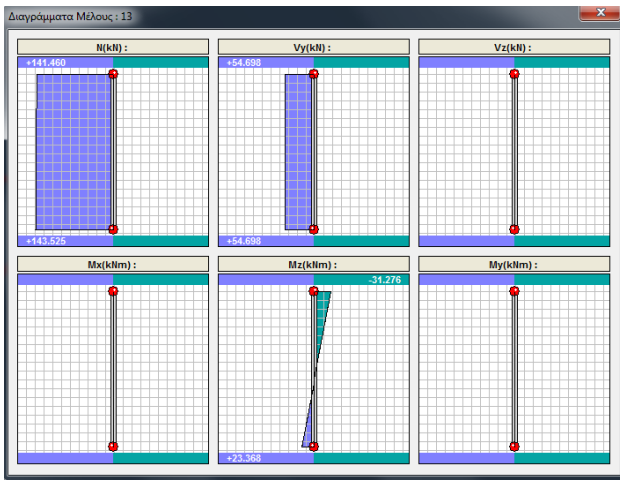 Διαγράμματα Μέλους : 13
N(kN) :
Vy(kN) :
Vz(kN) :
+141.460
+54.698
+143.525
+54.698
Mx(kNm) :
Mz(kNm) :
My(kNm) :
-31.276
+23.368